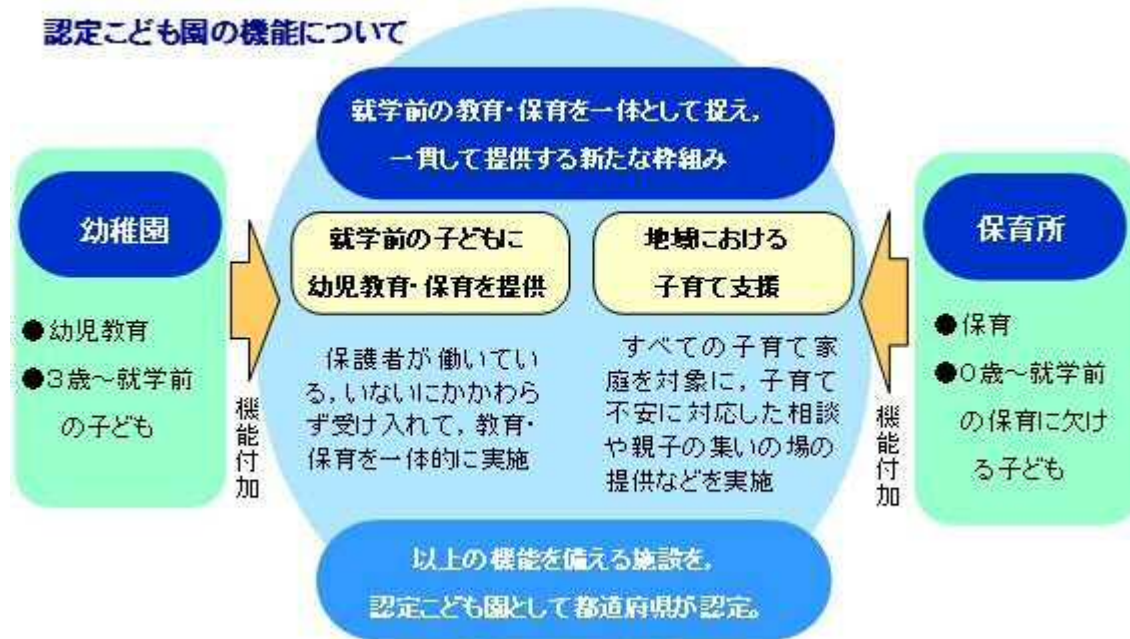 認定こども園の機能について
就学前の教育･保育を一体として捉え，
一貫して提供する新たな枠組み
幼稚園
●幼児教育
●３歳～就学前
の子ども
機能付加
就学前の子どもに
幼児教育･保育を提供
保護者が働いてい
る，いないにかかわら
ず受け入れて，教育･
保育を一体的に実施
地域における
子育て支援
すべての子育て家
庭を対象に，子育て
不安に対応した相談
や親子の集いの場の
提供などを実施
保育所
●保育
●０歳～就学前
の保育に欠け
る子ども
機能付加
以上の機能を備える施設を，
認定こども園として都道府県が認定。